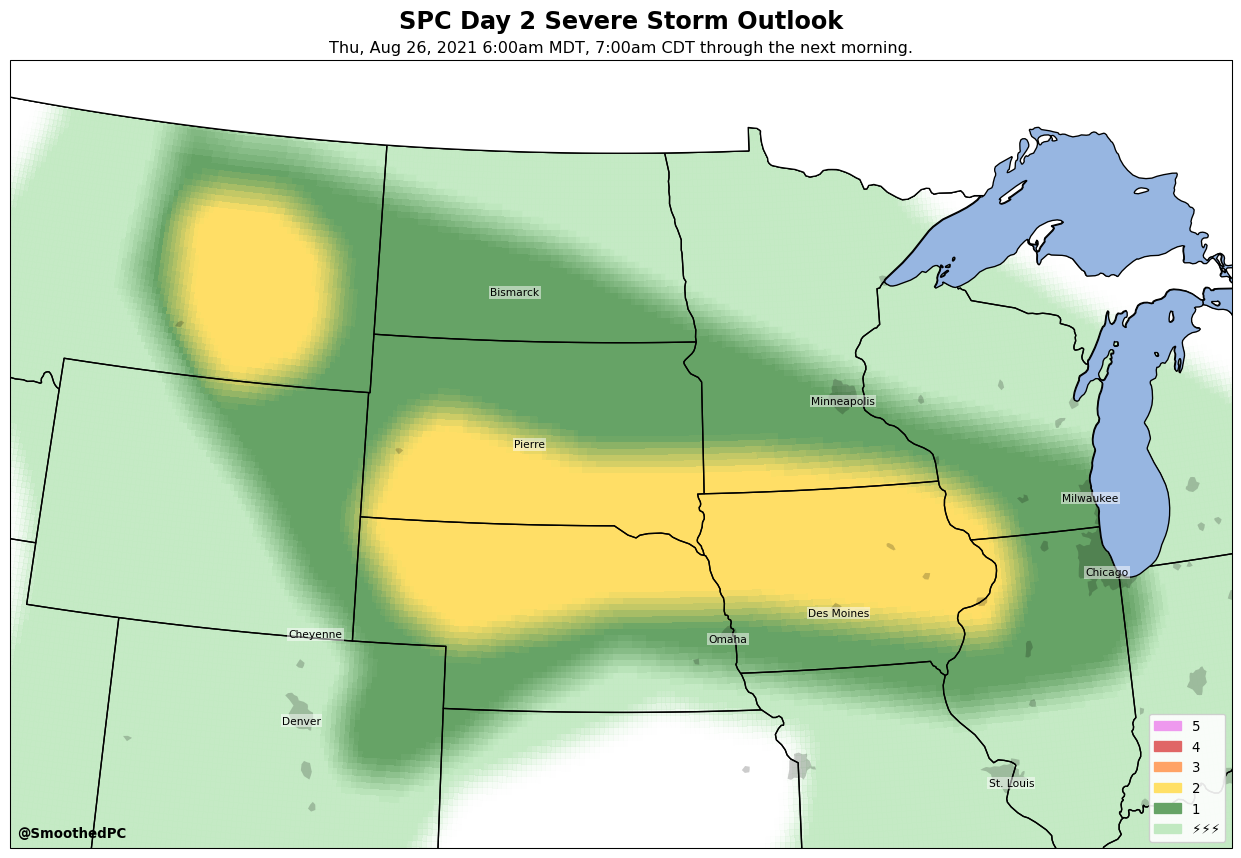 SPC Day 2 Severe Storm Outlook
Thu, Aug 26, 2021 6:00am MDT, 7:00am CDT through the next morning.
Bismarck
Minneapolis
Pierre
Milwaukee
Chicago
Des Moines
Cheyenne
Omaha
Denver
St. Louis
5
4
3
2
1
⚡⚡⚡
@SmoothedPC